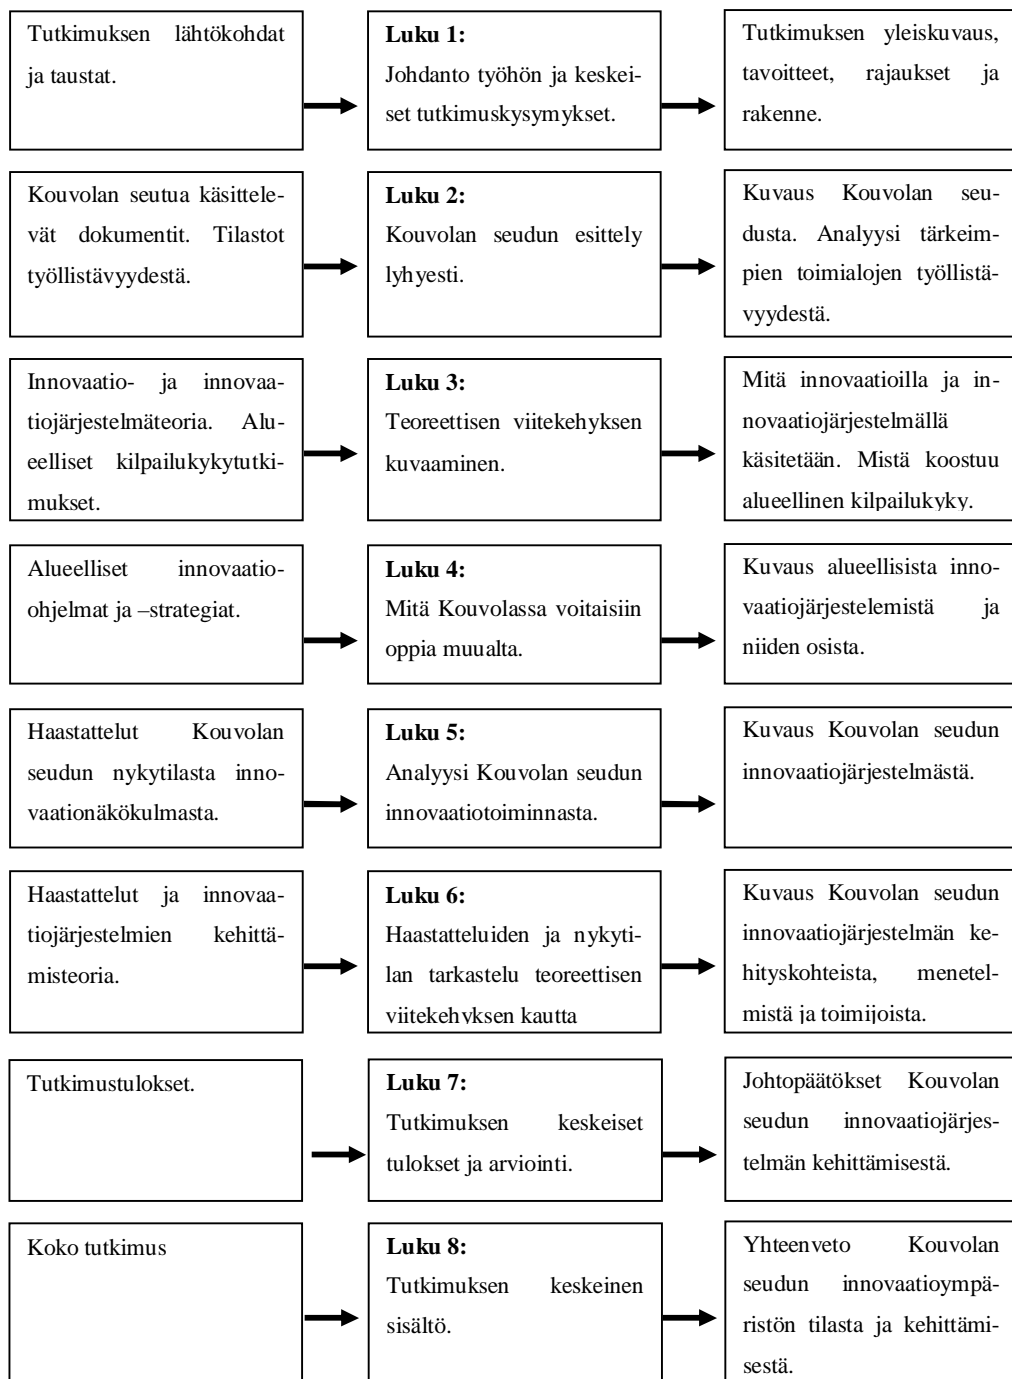 Tutkimuksen lähtökohdat
ja taustat.
Luku 1:
Johdanto työhön ja keskei-
set tutkimuskysymykset.
Tutkimuksen yleiskuvaus,
tavoitteet, rajaukset ja
rakenne.
Kouvolan seutua käsittele-
vät dokumentit. Tilastot
työllistävyydestä.
Luku 2:
Kouvolan seudun esittely
lyhyesti.
Kuvaus Kouvolan seu-
dusta. Analyysi tärkeim-
pien toimialojen työllistä-
vyydestä.
Innovaatio- ja innovaa-
tiojärjestelmäteoria. Alu-
eelliset kilpailukykytutki-
mukset.
Luku 3:
Teoreettisen viitekehyksen
kuvaaminen.
Mitä innovaatioilla ja in-
novaatiojärjestelmällä
käsitetään. Mistä koostuu
alueellinen kilpailukyky.
Alueelliset innovaatio-
ohjelmat ja –strategiat.
Luku 4:
Mitä Kouvolassa voitaisiin
oppia muualta.
Kuvaus alueellisista inno-
vaatiojärjestelemistä ja
niiden osista.
Haastattelut Kouvolan
seudun nykytilasta inno-
vaationäkökulmasta.
Luku 5:
Analyysi Kouvolan seudun
innovaatiotoiminnasta.
Kuvaus Kouvolan seudun
innovaatiojärjestelmästä.
Haastattelut ja innovaa-
tiojärjestelmien kehittä-
misteoria.
Luku 6:
Haastatteluiden ja nykyti-
lan tarkastelu teoreettisen
viitekehyksen kautta
Kuvaus Kouvolan seudun
innovaatiojärjestelmän ke-
hityskohteista, menetel-
mistä ja toimijoista.
Tutkimustulokset.
Luku 7:
Tutkimuksen keskeiset
tulokset ja arviointi.
Johtopäätökset Kouvolan
seudun innovaatiojärjes-
telmän kehittämisestä.
Koko tutkimus
Luku 8:
Tutkimuksen keskeinen
sisältö.
Yhteenveto Kouvolan
seudun innovaatioympä-
ristön tilasta ja kehittämi-
sestä.